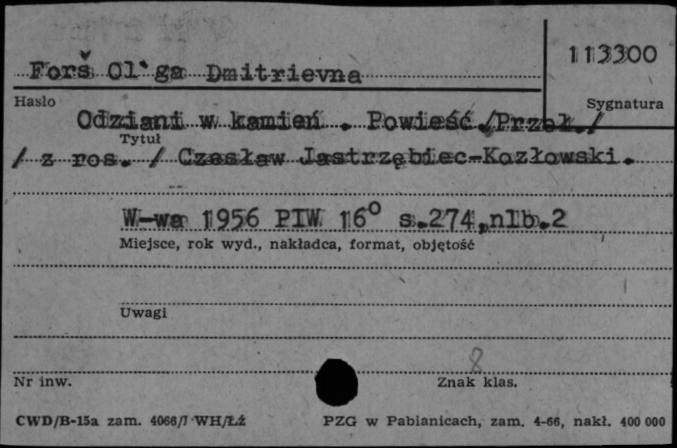 Forš Ol'ga Dmitrievna
113300
Hasło
Sygnatura
Odziani w kamień . Powieść /Przeł./
Tytuł
/ z ros. / Czesław Jastrzębiec-Kozłowski.
W-wa 1956 PIW 16° s.274,nlb.2
Miejsce, rok wyd., nakładca, format, objętość
Uwagi
8
Nr inw.
Znak klas.
CWD/B-15a zam. 4066/I WH/Łź
PZG w Pabianicach, zam. 4-66, nakł. 400 000